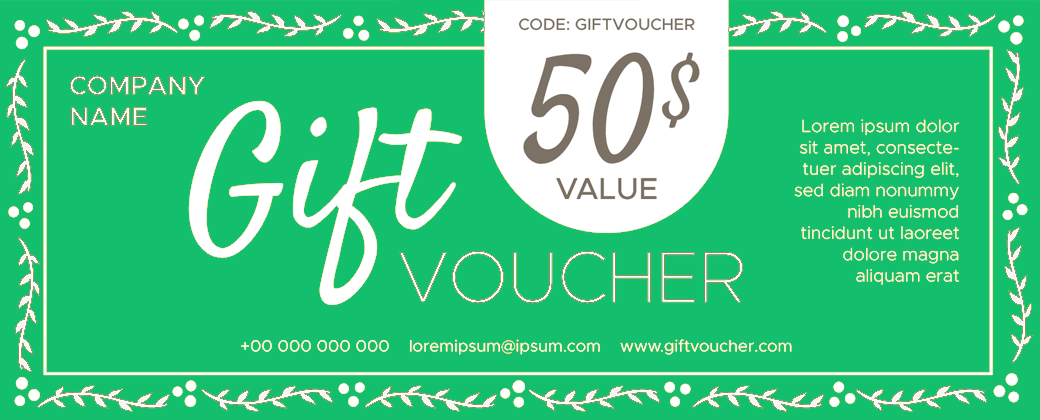 CODE: GIFTVOUCHER
50$
VALUE
COMPANY
NAME
Gift
VOUCHER
Lorem ipsum dolor
sit amet, consecte-
tuer adipiscing elit,
sed diam nonummy
nibh euismod
tincidunt ut laoreet
dolore magna
aliquam erat
+00 000 000 000 loremipsum@ipsum.com www.giftvoucher.com